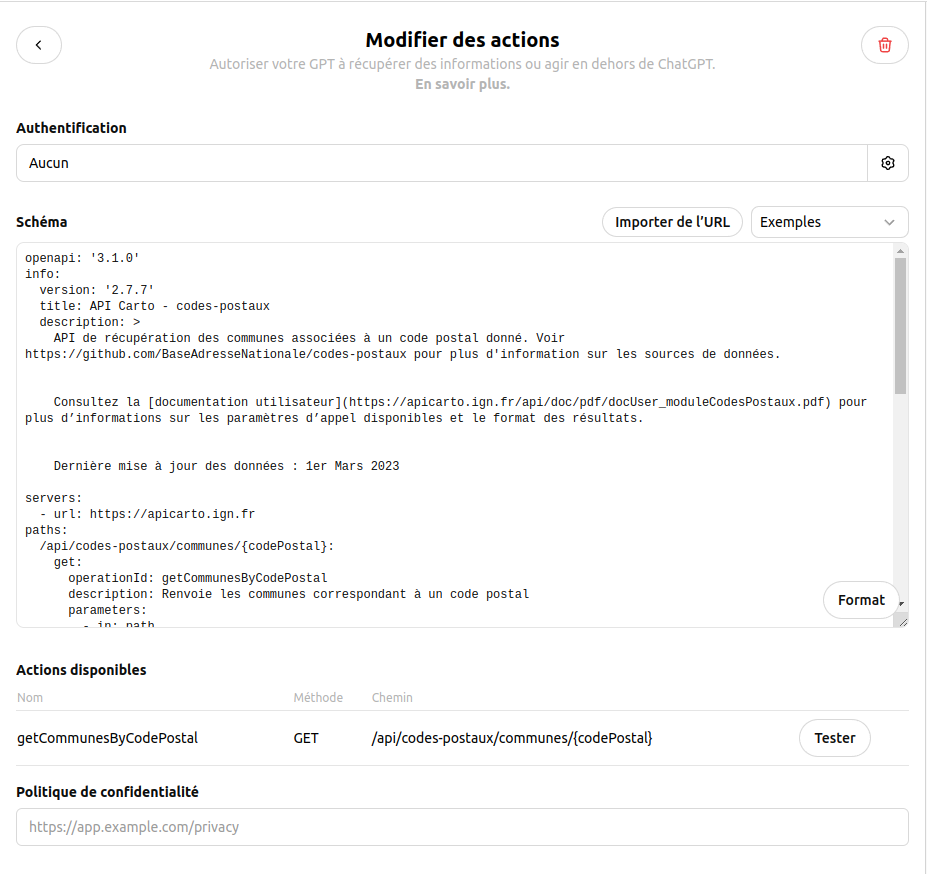 Modifier des actions
Autoriser votre GPT à récupérer des informations ou agir en dehors de ChatGPT.
En savoir plus.
Authentification
Aucun
Schéma
Importer de l’URL
Exemples
openapi: '3.1.0'
info:
  version: '2.7.7'
  title: API Carto - codes-postaux
  description: >
    API de récupération des communes associées à un code postal donné. Voir
https://github.com/BaseAdresseNationale/codes-postaux pour plus d'information sur les sources de données.
    Consultez la [documentation utilisateur](https://apicarto.ign.fr/api/doc/pdf/docUser_moduleCodesPostaux.pdf) pour
plus d’informations sur les paramètres d’appel disponibles et le format des résultats.
    Dernière mise à jour des données : 1er Mars 2023
servers:
  - url: https://apicarto.ign.fr
paths:
  /api/codes-postaux/communes/{codePostal}:
    get:
      operationId: getCommunesByCodePostal
      description: Renvoie les communes correspondant à un code postal
      parameters:
        - in: path
Format
Actions disponibles
Nom Méthode Chemin
getCommunesByCodePostal GET /api/codes-postaux/communes/{codePostal} Tester
Politique de confidentialité
https://app.example.com/privacy